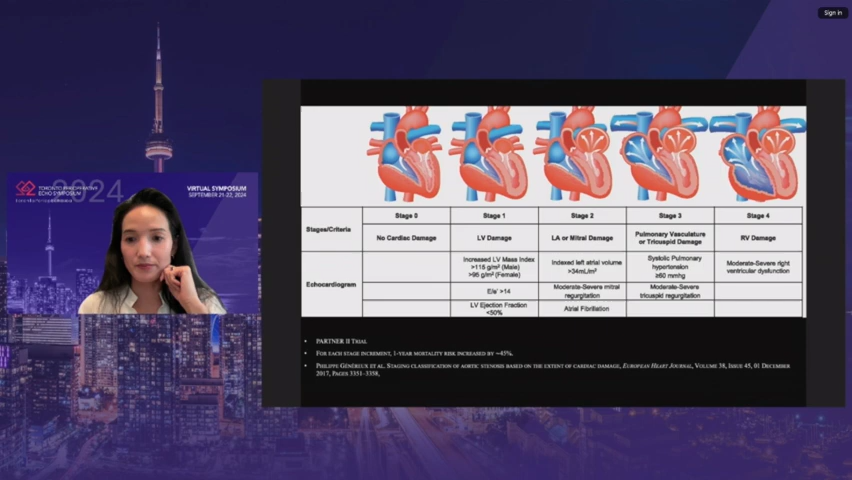 Sign in
TORONTO PERIOPERATIVE
ECHO SYMPOSIUM
2024
VIRTUAL SYMPOSIUM
SEPTEMBER 21-22, 2024
Stages/Criteria
Stage 0
Stage 1
Stage 2
Stage 3
Stage 4
No Cardiac Damage
LV Damage
LA or Mitral Damage
Pulmonary Vasculature
or Tricuspid Damage
RV Damage
Echocardiogram
Increased LV Mass Index
>115 g/m² (Male)
>95 g/m² (Female)
Indexed left atrial volume
>34mL/m²
Systolic Pulmonary
hypertension
≥60 mmhg
Moderate-Severe right
ventricular dysfunction
E/e' >14
Moderate-Severe mitral
regurgitation
Moderate-Severe
tricuspid regurgitation
LV Ejection Fraction
<50%
Atrial Fibrillation
• PARTNER II TRIAL
• FOR EACH STAGE INCREMENT, 1-YEAR MORTALITY RISK INCREASED BY ~45%.
• PHILIPPE GÉNÉREUX ET AL. STAGING CLASSIFICATION OF AORTIC STENOSIS BASED ON THE EXTENT OF CARDIAC DAMAGE, EUROPEAN HEART JOURNAL, VOLUME 38, ISSUE 45, 01 DECEMBER
2017, PAGES 3351–3358,